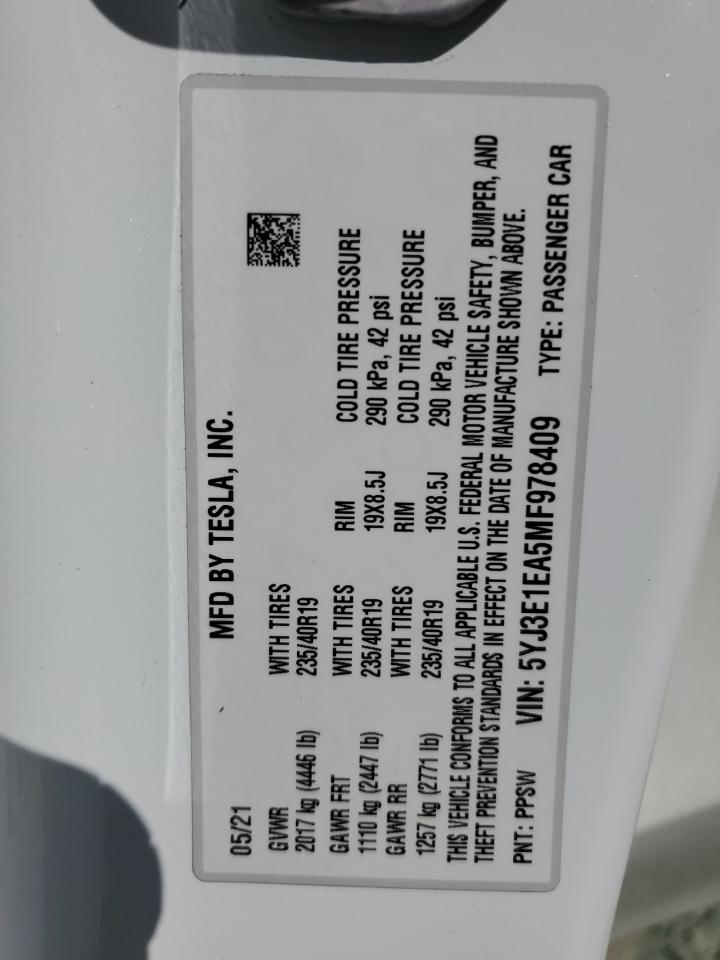 MFD BY TESLA, INC.
05/21
GVWR WITH TIRES
2017 kg (4446 lb) 235/40R19
GAWR FRT WITH TIRES RIM COLD TIRE PRESSURE
1110 kg (2447 lb) 235/40R19 19X8.5J 290 kPa, 42 psi
GAWR RR WITH TIRES RIM COLD TIRE PRESSURE
1257 kg (2771 lb) 235/40R19 19X8.5J 290 kPa, 42 psi
THIS VEHICLE CONFORMS TO ALL APPLICABLE U.S. FEDERAL MOTOR VEHICLE SAFETY, BUMPER, AND
THEFT PREVENTION STANDARDS IN EFFECT ON THE DATE OF MANUFACTURE SHOWN ABOVE.
PNT: PPSW VIN: 5YJ3E1EA5MF978409 TYPE: PASSENGER CAR